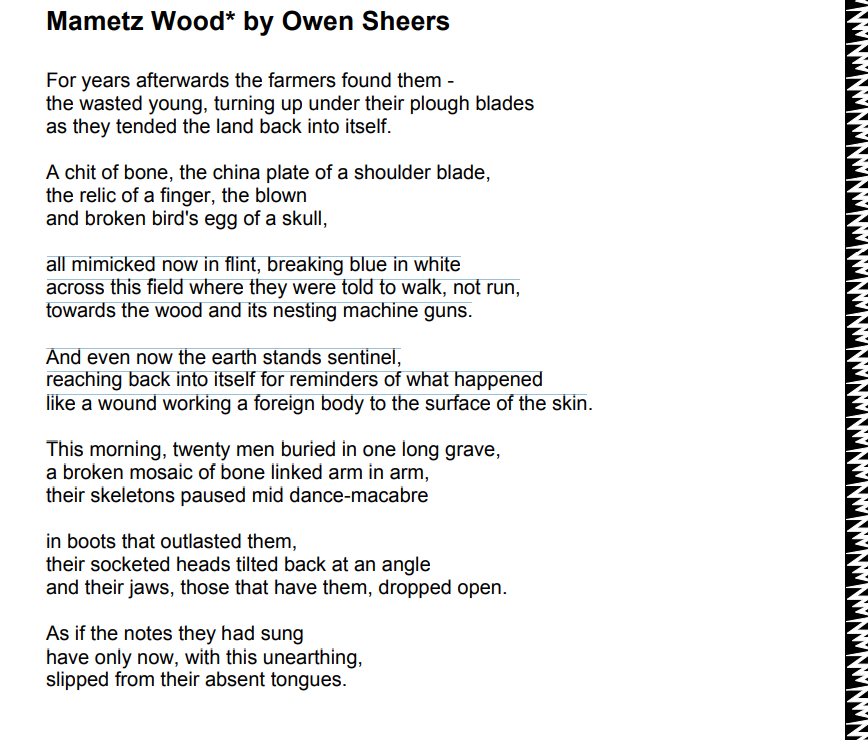 Mametz Wood* by Owen Sheers
For years afterwards the farmers found them -
the wasted young, turning up under their plough blades
as they tended the land back into itself.
A chit of bone, the china plate of a shoulder blade,
the relic of a finger, the blown
and broken bird's egg of a skull,
all mimicked now in flint, breaking blue in white
across this field where they were told to walk, not run,
towards the wood and its nesting machine guns.
And even now the earth stands sentinel,
reaching back into itself for reminders of what happened
like a wound working a foreign body to the surface of the skin.
This morning, twenty men buried in one long grave,
a broken mosaic of bone linked arm in arm,
their skeletons paused mid dance-macabre
in boots that outlasted them,
their socketed heads tilted back at an angle
and their jaws, those that have them, dropped open.
As if the notes they had sung
have only now, with this unearthing,
slipped from their absent tongues.